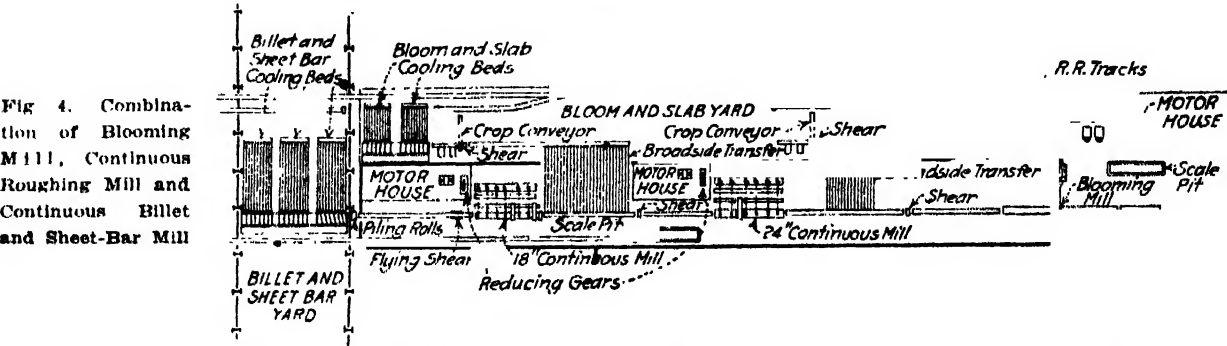 Fig 4. Combina-
tion of Blooming
Mill, Continuous
Roughing Mill and
Continuous Billet
and Sheet-Bar Mill
Billet and
Sheet Bar
Cooling Beds
Bloom and Slab
Cooling Beds
R.R. Tracks
BLOOM AND SLAB YARD
MOTOR
HOUSE
Crop Conveyor
Shear
Crop Conveyor
Shear
Broadside Transfer
MOTOR
HOUSE
MOTOR
HOUSE
Shear
dside Transfer
Shear
Blooming
Mill
Scale
Pit
Piling Rolls
Scale Pit
24" Continuous Mill
Flying Shear
18" Continuous Mill
Reducing Gears
BILLET AND
SHEET BAR
YARD